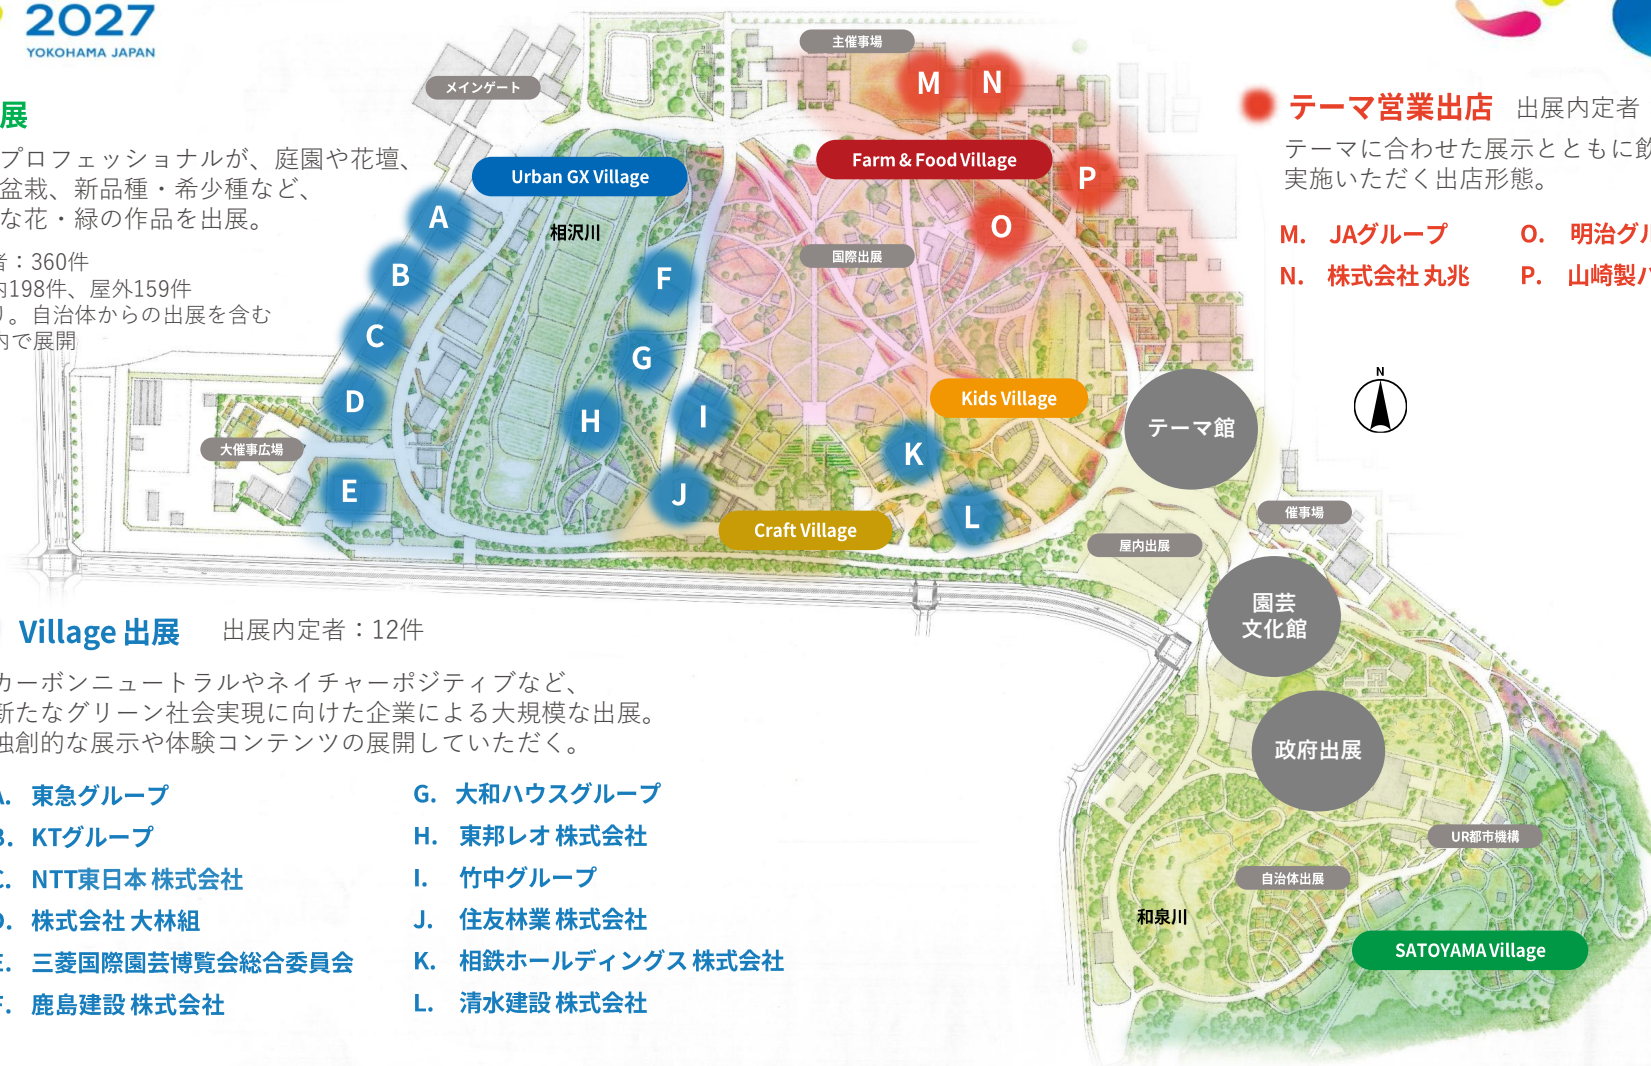 2027
YOKOHAMA JAPAN
展
プロフェッショナルが、庭園や花壇、
盆栽、新品種・希少種など、
な花・緑の作品を出展。
者：360件
内198件、屋外159件
り。自治体からの出展を含む
内で展開
メインゲート
主催事場
M
N
Urban GX Village
Farm & Food Village
P
A
相沢川
O
B
F
国際出展
C
G
D
H
I
Kids Village
テーマ館
大催事広場
K
E
J
L
Craft Village
催事場
屋内出展
園芸
文化館
政府出展
UR都市機構
自治体出展
和泉川
SATOYAMA Village
N
テーマ営業出店 出展内定者
テーマに合わせた展示とともに飲
実施いただく出店形態。
M. JAグループ O. 明治グル
N. 株式会社 丸兆 P. 山崎製パ
Village 出展 出展内定者：12件
カーボンニュートラルやネイチャーポジティブなど、
新たなグリーン社会実現に向けた企業による大規模な出展。
独創的な展示や体験コンテンツの展開していただく。
A. 東急グループ
B. KTグループ
C. NTT東日本 株式会社
D. 株式会社 大林組
E. 三菱国際園芸博覧会総合委員会
F. 鹿島建設 株式会社
G. 大和ハウスグループ
H. 東邦レオ 株式会社
I. 竹中グループ
J. 住友林業 株式会社
K. 相鉄ホールディングス 株式会社
L. 清水建設 株式会社